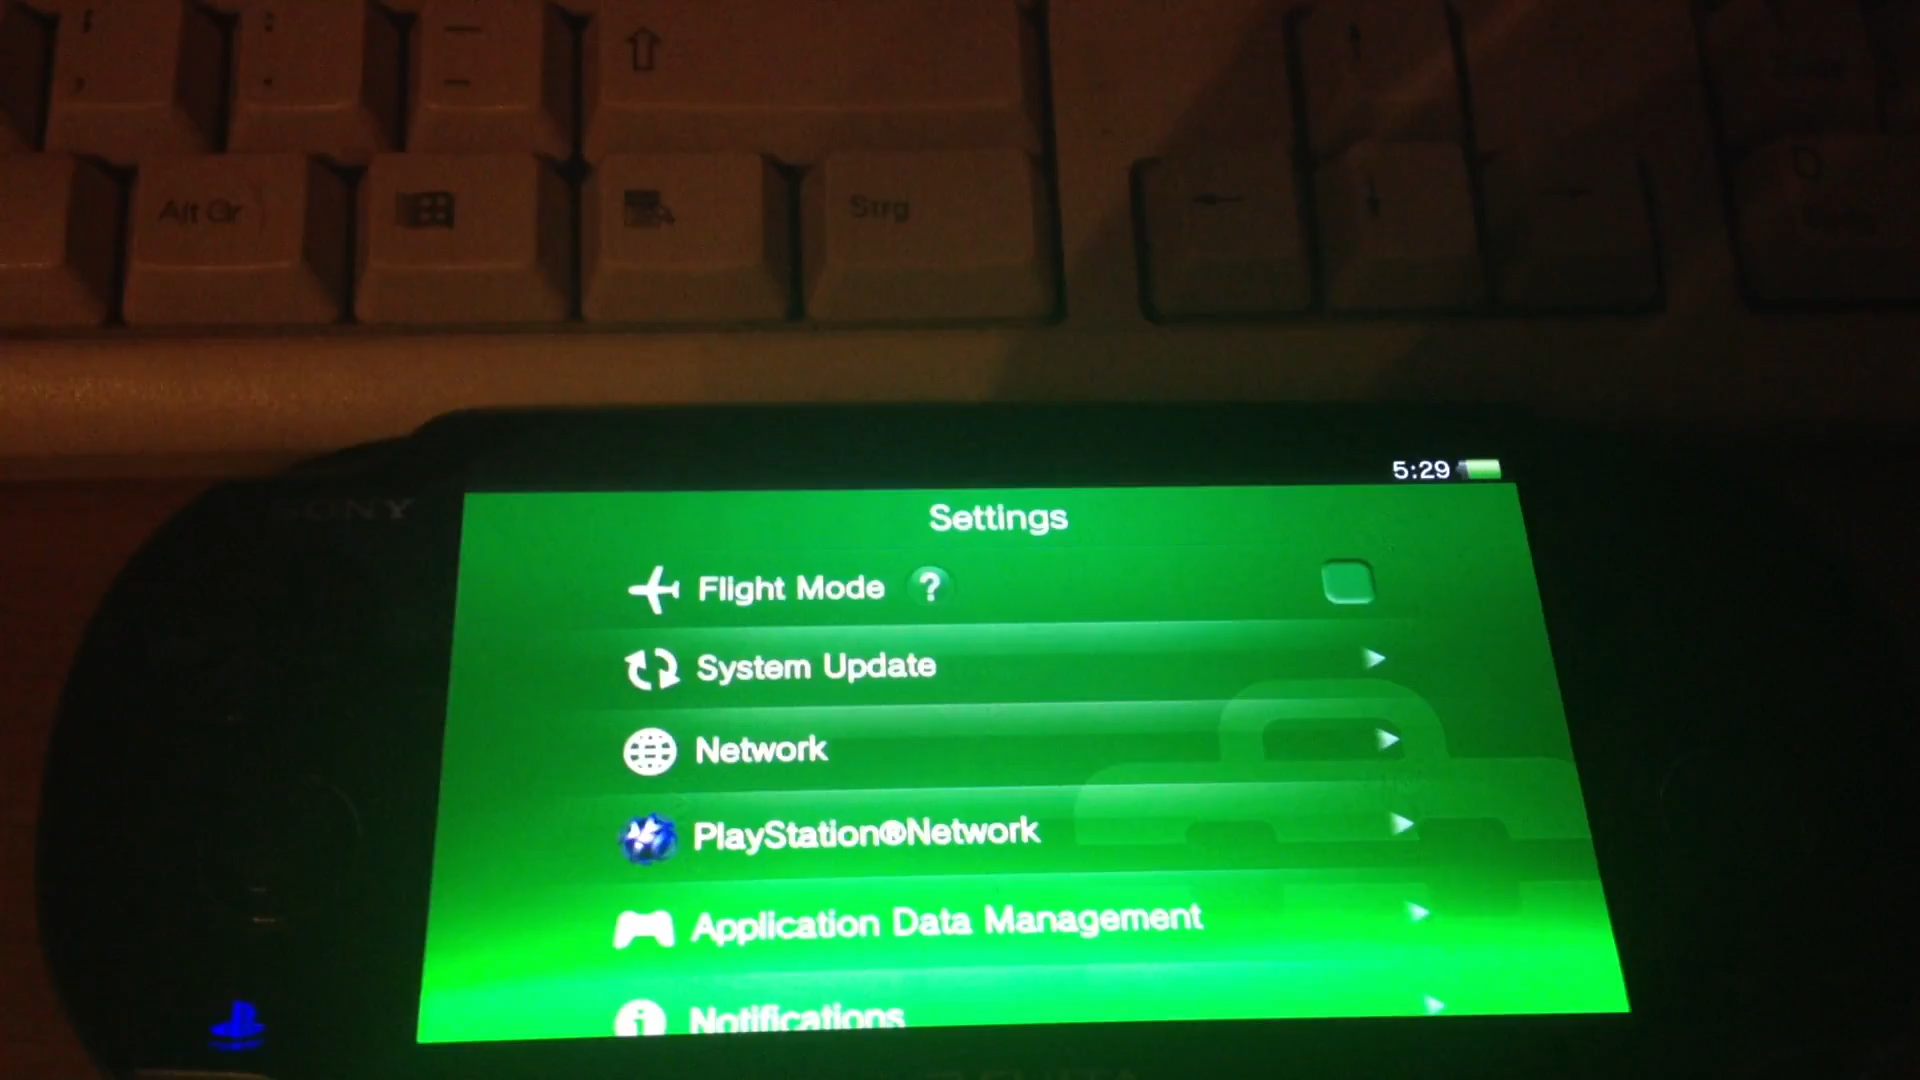 Alt Gr
Strg
SONY
5:29
Settings
Flight Mode ?
System Update
Network
PlayStation®Network
Application Data Management
Notifications